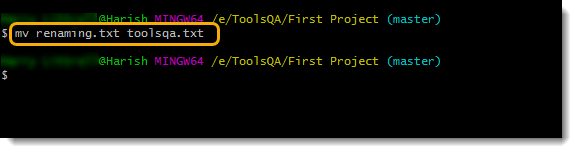 @Harish MINGW64 /e/ToolsQA/First Project (master)
$ mv renaming.txt toolsqa.txt
@Harish MINGW64 /e/ToolsQA/First Project (master)
$